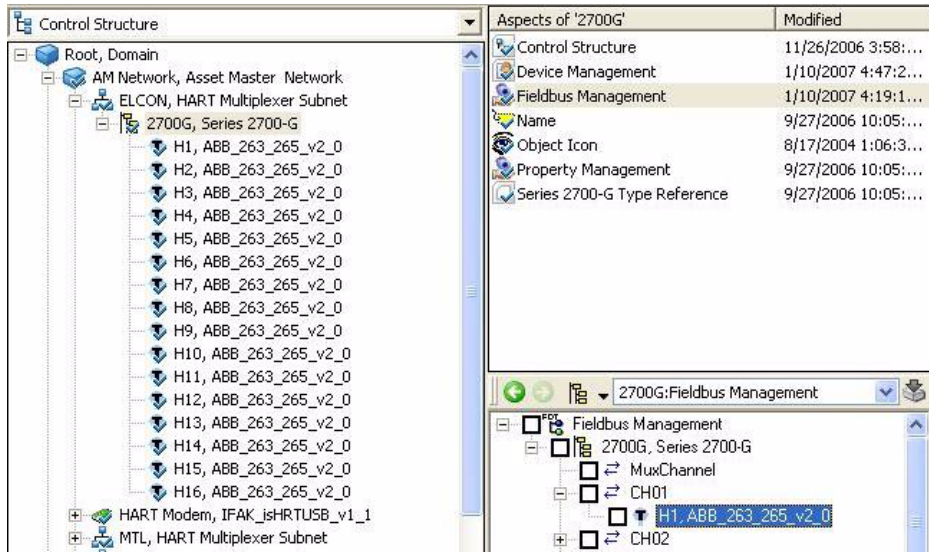 Control Structure
Root, Domain
AM Network, Asset Master Network
ELCON, HART Multiplexer Subnet
2700G, Series 2700-G
H1, ABB_263_265_v2_0
H2, ABB_263_265_v2_0
H3, ABB_263_265_v2_0
H4, ABB_263_265_v2_0
H5, ABB_263_265_v2_0
H6, ABB_263_265_v2_0
H7, ABB_263_265_v2_0
H8, ABB_263_265_v2_0
H9, ABB_263_265_v2_0
H10, ABB_263_265_v2_0
H11, ABB_263_265_v2_0
H12, ABB_263_265_v2_0
H13, ABB_263_265_v2_0
H14, ABB_263_265_v2_0
H15, ABB_263_265_v2_0
H16, ABB_263_265_v2_0
HART Modem, IFAK_isHRTUSB_v1_1
MTL, HART Multiplexer Subnet
Aspects of '2700G' Modified
Control Structure 11/26/2006 3:58:...
Device Management 1/10/2007 4:47:2...
Fieldbus Management 1/10/2007 4:19:1...
Name 9/27/2006 10:05:...
Object Icon 8/17/2004 1:06:3...
Property Management 9/27/2006 10:05:...
Series 2700-G Type Reference 9/27/2006 10:05:...
2700G:Fieldbus Management
FDT Fieldbus Management
2700G, Series 2700-G
MuxChannel
CH01
H1, ABB_263_265_v2_0
CH02